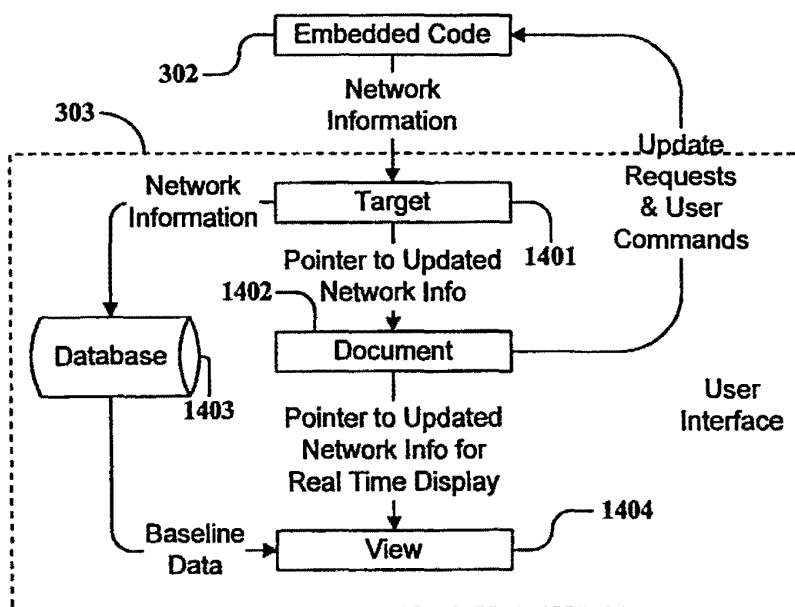 Embedded Code
302
Network
Information
303
Update
Requests
& User
Commands
Network
Information
Target
1401
Pointer to Updated
Network Info
1402
Document
Database
1403
User
Interface
Pointer to Updated
Network Info for
Real Time Display
1404
Baseline
Data
View